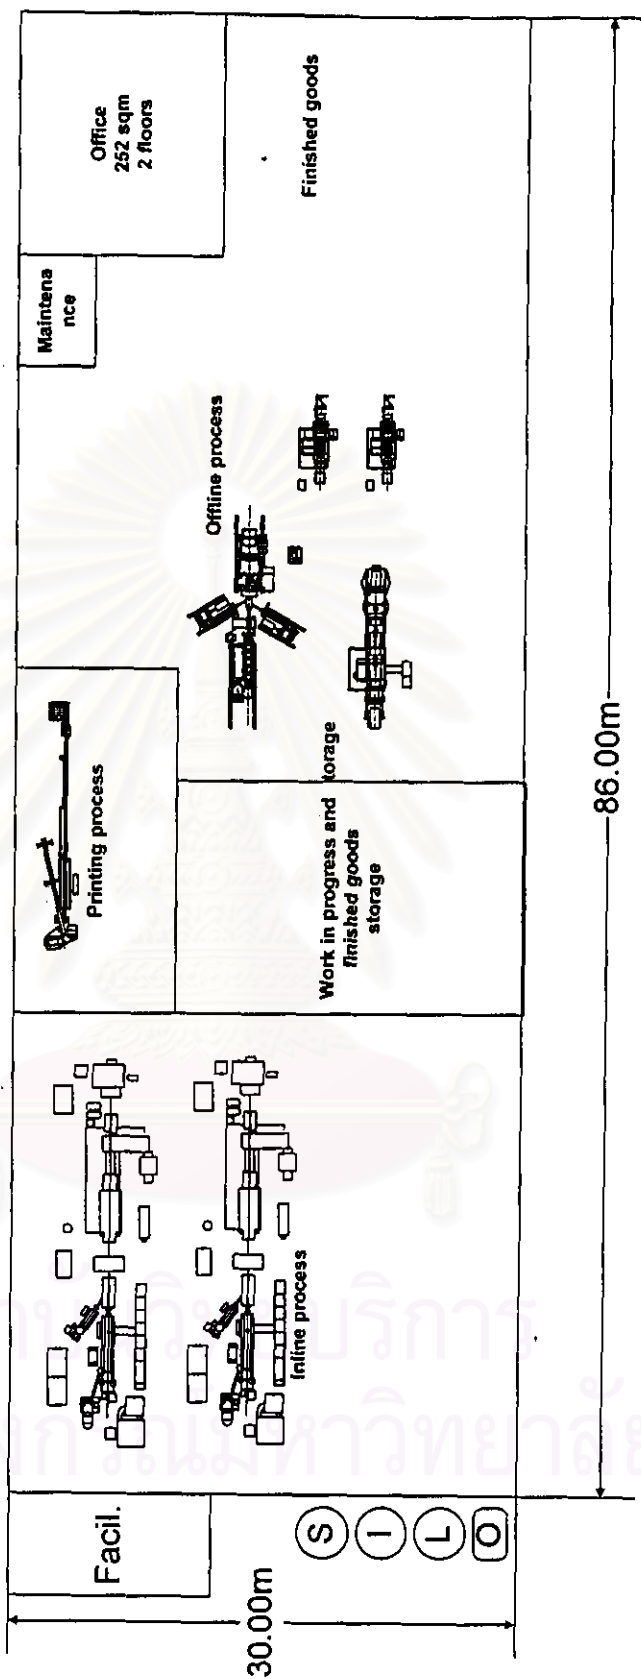 Office
252 sqm
2 floors
Finished goods
Maintena
nce
Offline process
Printing process
torage
Work in progress and
finished goods
storage
Inline process
Facil.
S
I
L
O
30.00m
86.00m